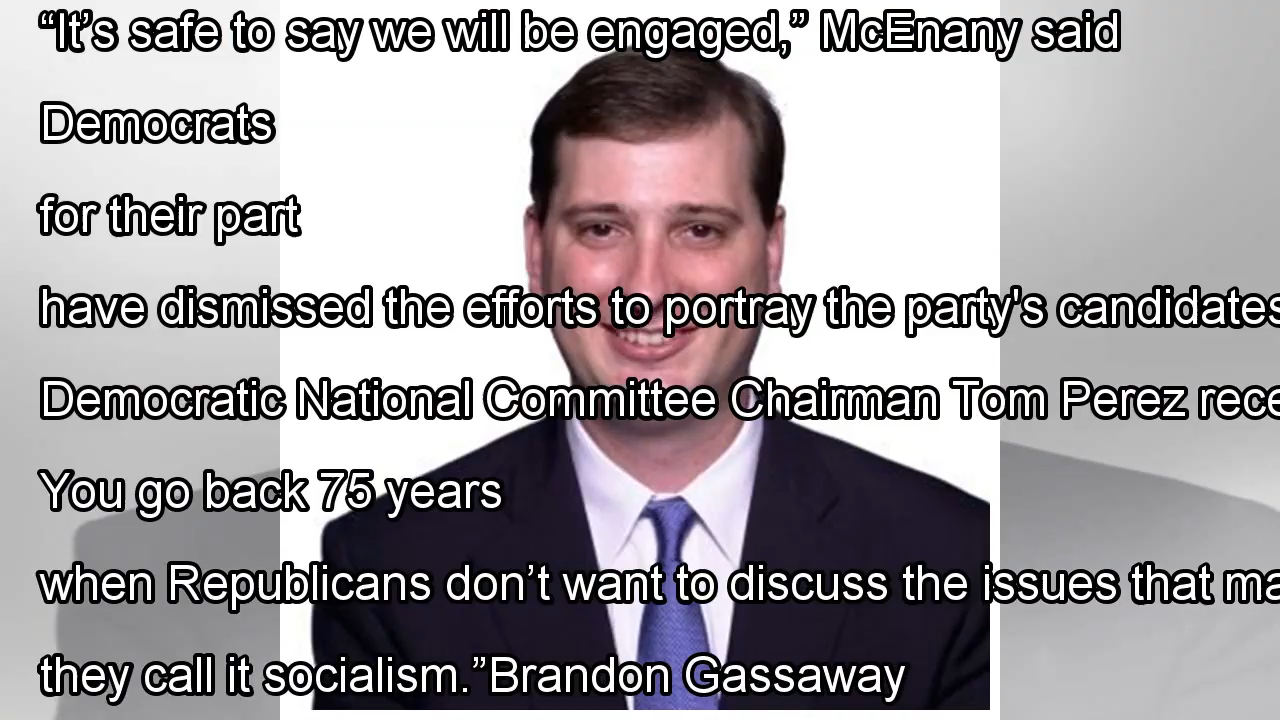 “It’s safe to say we will be engaged,” McEnany said
Democrats
for their part
have dismissed the efforts to portray the party's candidates
Democratic National Committee Chairman Tom Perez rece
You go back 75 years
when Republicans don’t want to discuss the issues that ma
they call it socialism.”Brandon Gassaway